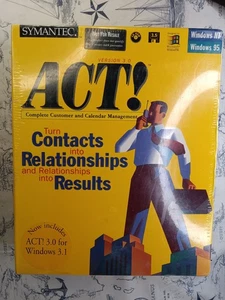 SYMANTEC.
Windows NT
Windows 95
VERSION 3.0
ACT!
Complete Customer and Calendar Management
Turn
Contacts
into
Relationships
and Relationships
into
Results
Now includes
ACT! 3.0 for
Windows 3.1